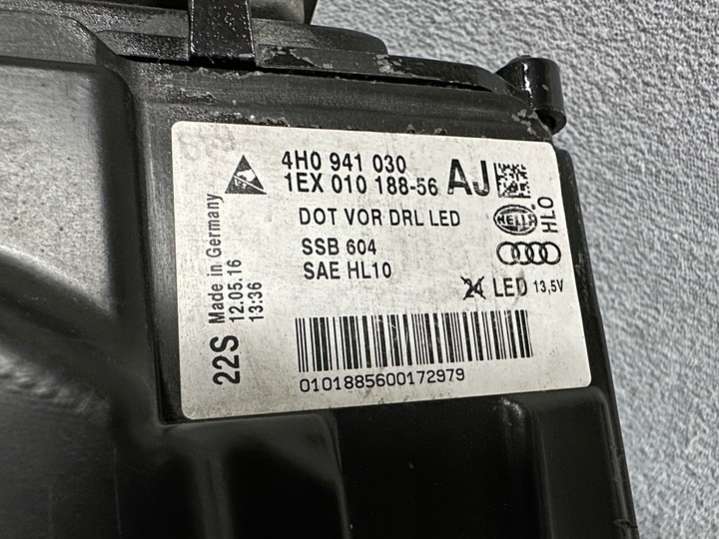 4H0 941 030
1EX 010 188-56
AJ
DOT VOR DRL LED
SSB 604
SAE HL10
HELLA
HLO
24 LED 13,5V
0101885600172979
22S
Made in Germany
12.05.16
13:36